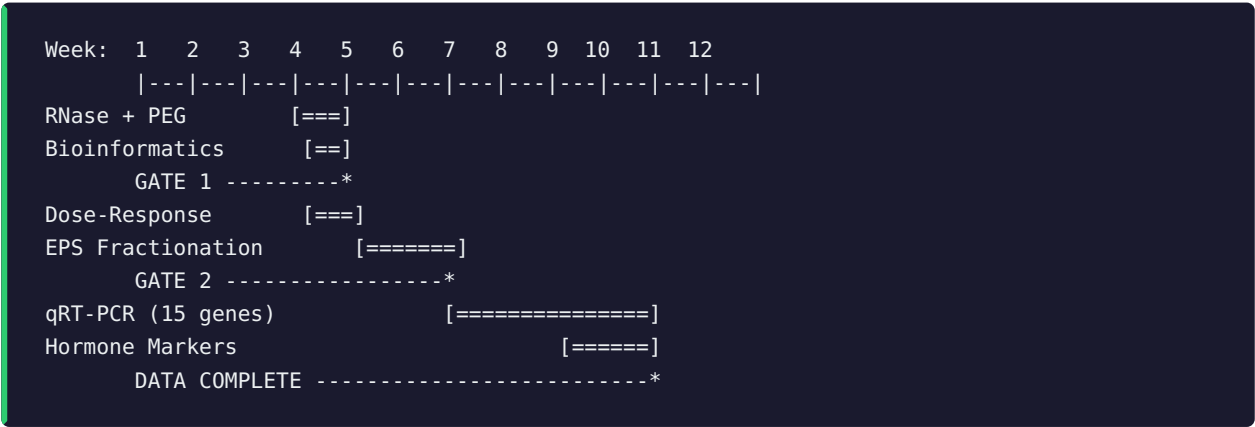 Week:  1   2   3   4   5   6   7   8   9  10  11  12
       |---|---|---|---|---|---|---|---|---|---|---|---|
RNase + PEG        [===]
Bioinformatics      [==]
       GATE 1 ---------*
Dose-Response       [===]
EPS Fractionation       [=======]
       GATE 2 -----------------*
qRT-PCR (15 genes)             [===============]
Hormone Markers                         [======]
       DATA COMPLETE --------------------------*